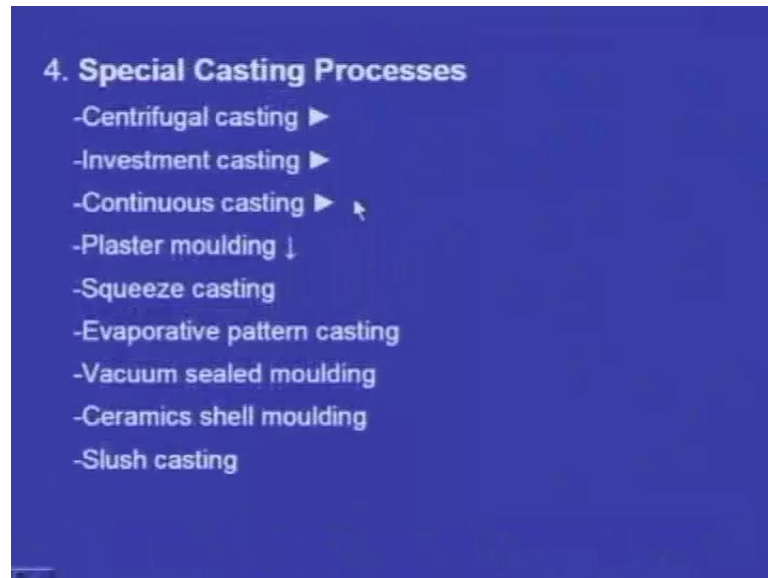 4. Special Casting Processes
-Centrifugal casting ►
-Investment casting ►
-Continuous casting ►
-Plaster moulding ↓
-Squeeze casting
-Evaporative pattern casting
-Vacuum sealed moulding
-Ceramics shell moulding
-Slush casting